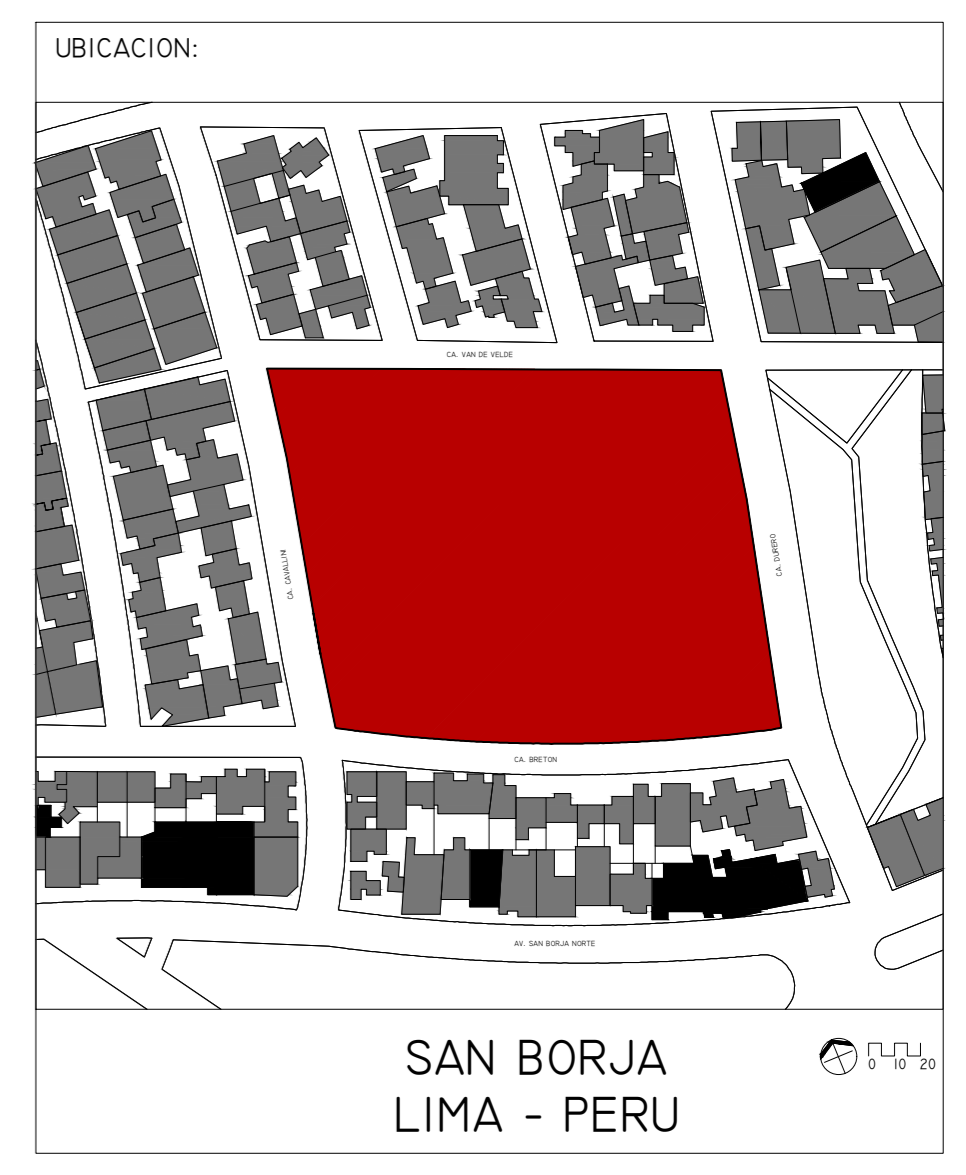 UBICACION:
CA. VAN DE VELDE
CA. CAVALLINI
CA. DURERO
CA. BRETON
AV. SAN BORJA NORTE
SAN BORJA
LIMA - PERU
0 10 20